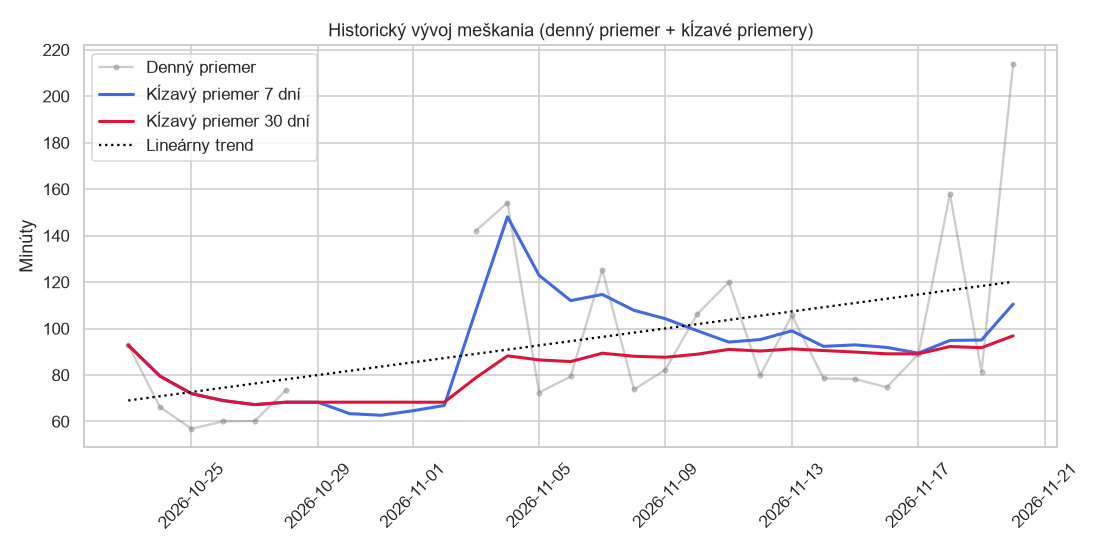 Historický vývoj meškania (denný priemer + kĺzavé priemery)
Minúty
220
200
180
160
140
120
100
80
60
Denný priemer
Kĺzavý priemer 7 dní
Kĺzavý priemer 30 dní
Lineárny trend
2026-10-25
2026-10-29
2026-11-01
2026-11-05
2026-11-09
2026-11-13
2026-11-17
2026-11-21